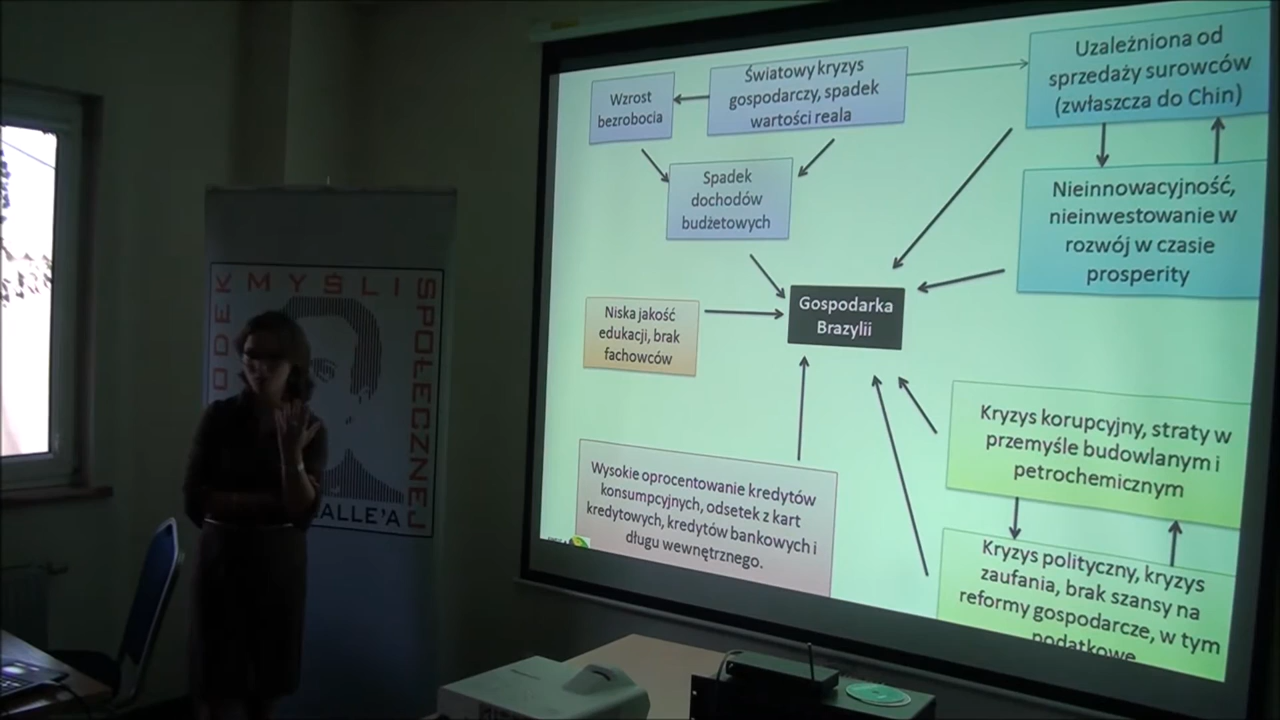 Wzrost
bezrobocia
Światowy kryzys
gospodarczy, spadek
wartości reala
Uzależniona od
sprzedaży surowców
(zwłaszcza do Chin)
Spadek
dochodów
budżetowych
Nieinnowacyjność,
nieinwestowanie w
rozwój w czasie
prosperity
Gospodarka
Brazylii
Niska jakość
edukacji, brak
fachowców
Kryzys korupcyjny, straty w
przemyśle budowlanym i
petrochemicznym
Wysokie oprocentowanie kredytów
konsumpcyjnych, odsetek z kart
kredytowych, kredytów bankowych i
długu wewnętrznego.
Kryzys polityczny, kryzys
zaufania, brak szansy na
reformy gospodarcze, w tym
podatkowe
ODEK
MYŚLI
SPOŁECZNEJ
ALLE'A